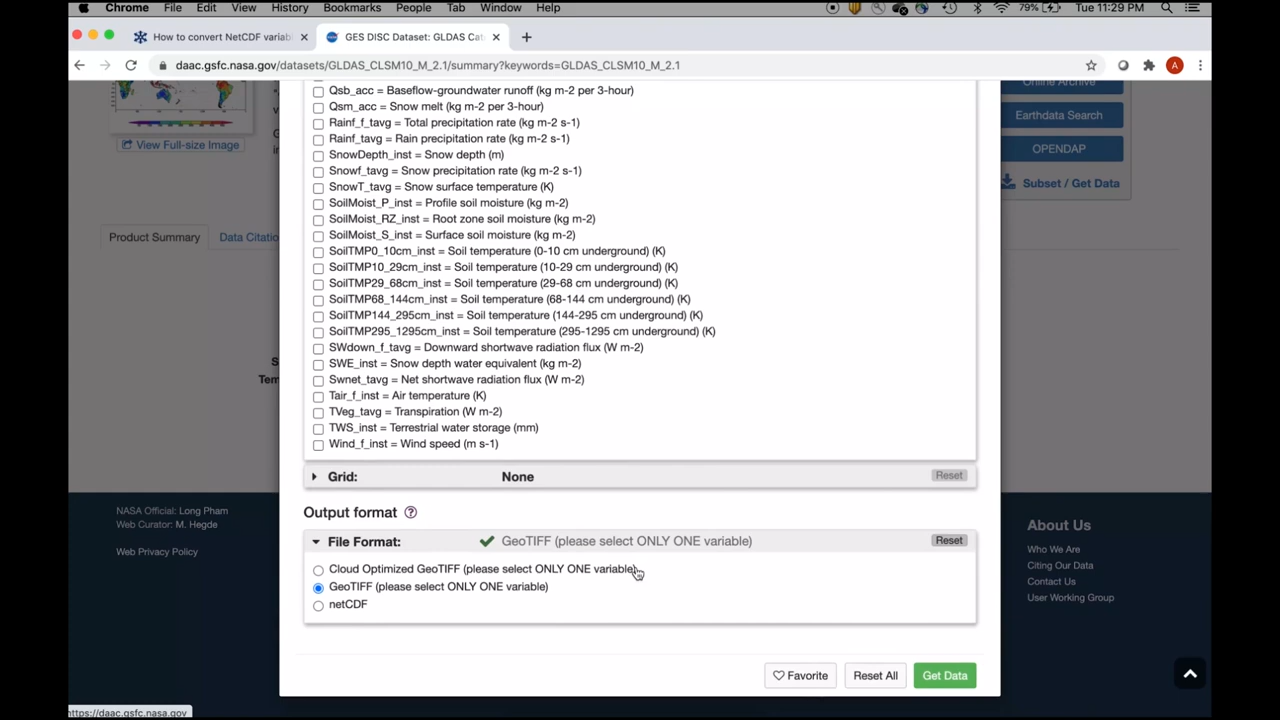 Chrome File Edit View History Bookmarks People Tab Window Help 79% Tue 11:29 PM
How to convert NetCDF variab
GES DISC Dataset: GLDAS Cat
daac.gsfc.nasa.gov/datasets/GLDAS_CLSM10_M_2.1/summary?keywords=GLDAS_CLSM10_M_2.1
A
View Full-size Image
Online Archive
Earthdata Search
OPENDAP
Subset / Get Data
Product Summary
Data Citatio
Qsb_acc = Baseflow-groundwater runoff (kg m-2 per 3-hour)
Qsm_acc = Snow melt (kg m-2 per 3-hour)
Rainf_f_tavg = Total precipitation rate (kg m-2 s-1)
Rainf_tavg = Rain precipitation rate (kg m-2 s-1)
SnowDepth_inst = Snow depth (m)
Snowf_tavg = Snow precipitation rate (kg m-2 s-1)
SnowT_tavg = Snow surface temperature (K)
SoilMoist_P_inst = Profile soil moisture (kg m-2)
SoilMoist_RZ_inst = Root zone soil moisture (kg m-2)
SoilMoist_S_inst = Surface soil moisture (kg m-2)
SoilTMP0_10cm_inst = Soil temperature (0-10 cm underground) (K)
SoilTMP10_29cm_inst = Soil temperature (10-29 cm underground) (K)
SoilTMP29_68cm_inst = Soil temperature (29-68 cm underground) (K)
SoilTMP68_144cm_inst = Soil temperature (68-144 cm underground) (K)
SoilTMP144_295cm_inst = Soil temperature (144-295 cm underground) (K)
SoilTMP295_1295cm_inst = Soil temperature (295-1295 cm underground) (K)
SWdown_f_tavg = Downward shortwave radiation flux (W m-2)
SWE_inst = Snow depth water equivalent (kg m-2)
Swnet_tavg = Net shortwave radiation flux (W m-2)
Tair_f_inst = Air temperature (K)
TVeg_tavg = Transpiration (W m-2)
TWS_inst = Terrestrial water storage (mm)
Wind_f_inst = Wind speed (m s-1)
Grid: None Reset
Output format
File Format: GeoTIFF (please select ONLY ONE variable) Reset
Cloud Optimized GeoTIFF (please select ONLY ONE variable)
GeoTIFF (please select ONLY ONE variable)
netCDF
Favorite
Reset All
Get Data
NASA Official: Long Pham
Web Curator: M. Hegde
Web Privacy Policy
About Us
Who We Are
Citing Our Data
Contact Us
User Working Group
https://daac.gsfc.nasa.gov